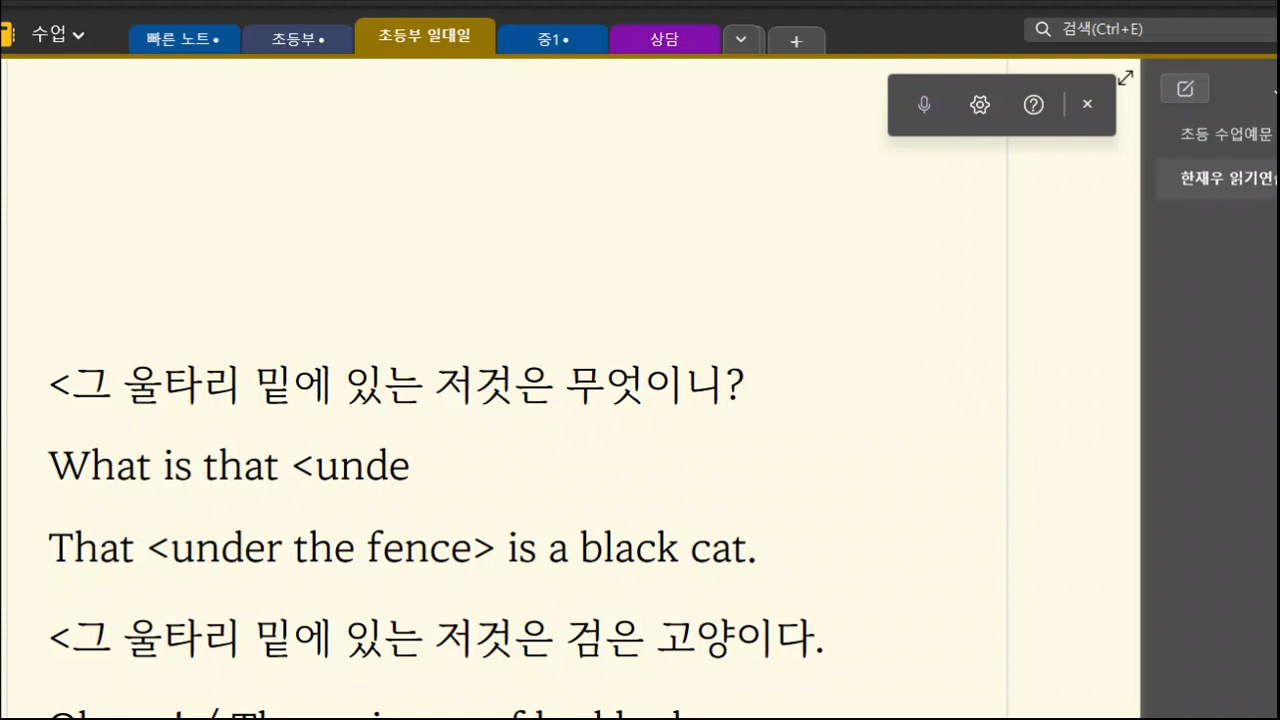 수업
빠른 노트•
초등부•
초등부 일대일
중1•
상담
검색(Ctrl+E)
초등 수업예문
한재우 읽기연
<그 울타리 밑에 있는 저것은 무엇이니?
What is that <unde
That <under the fence> is a black cat.
<그 울타리 밑에 있는 저것은 검은 고양이다.